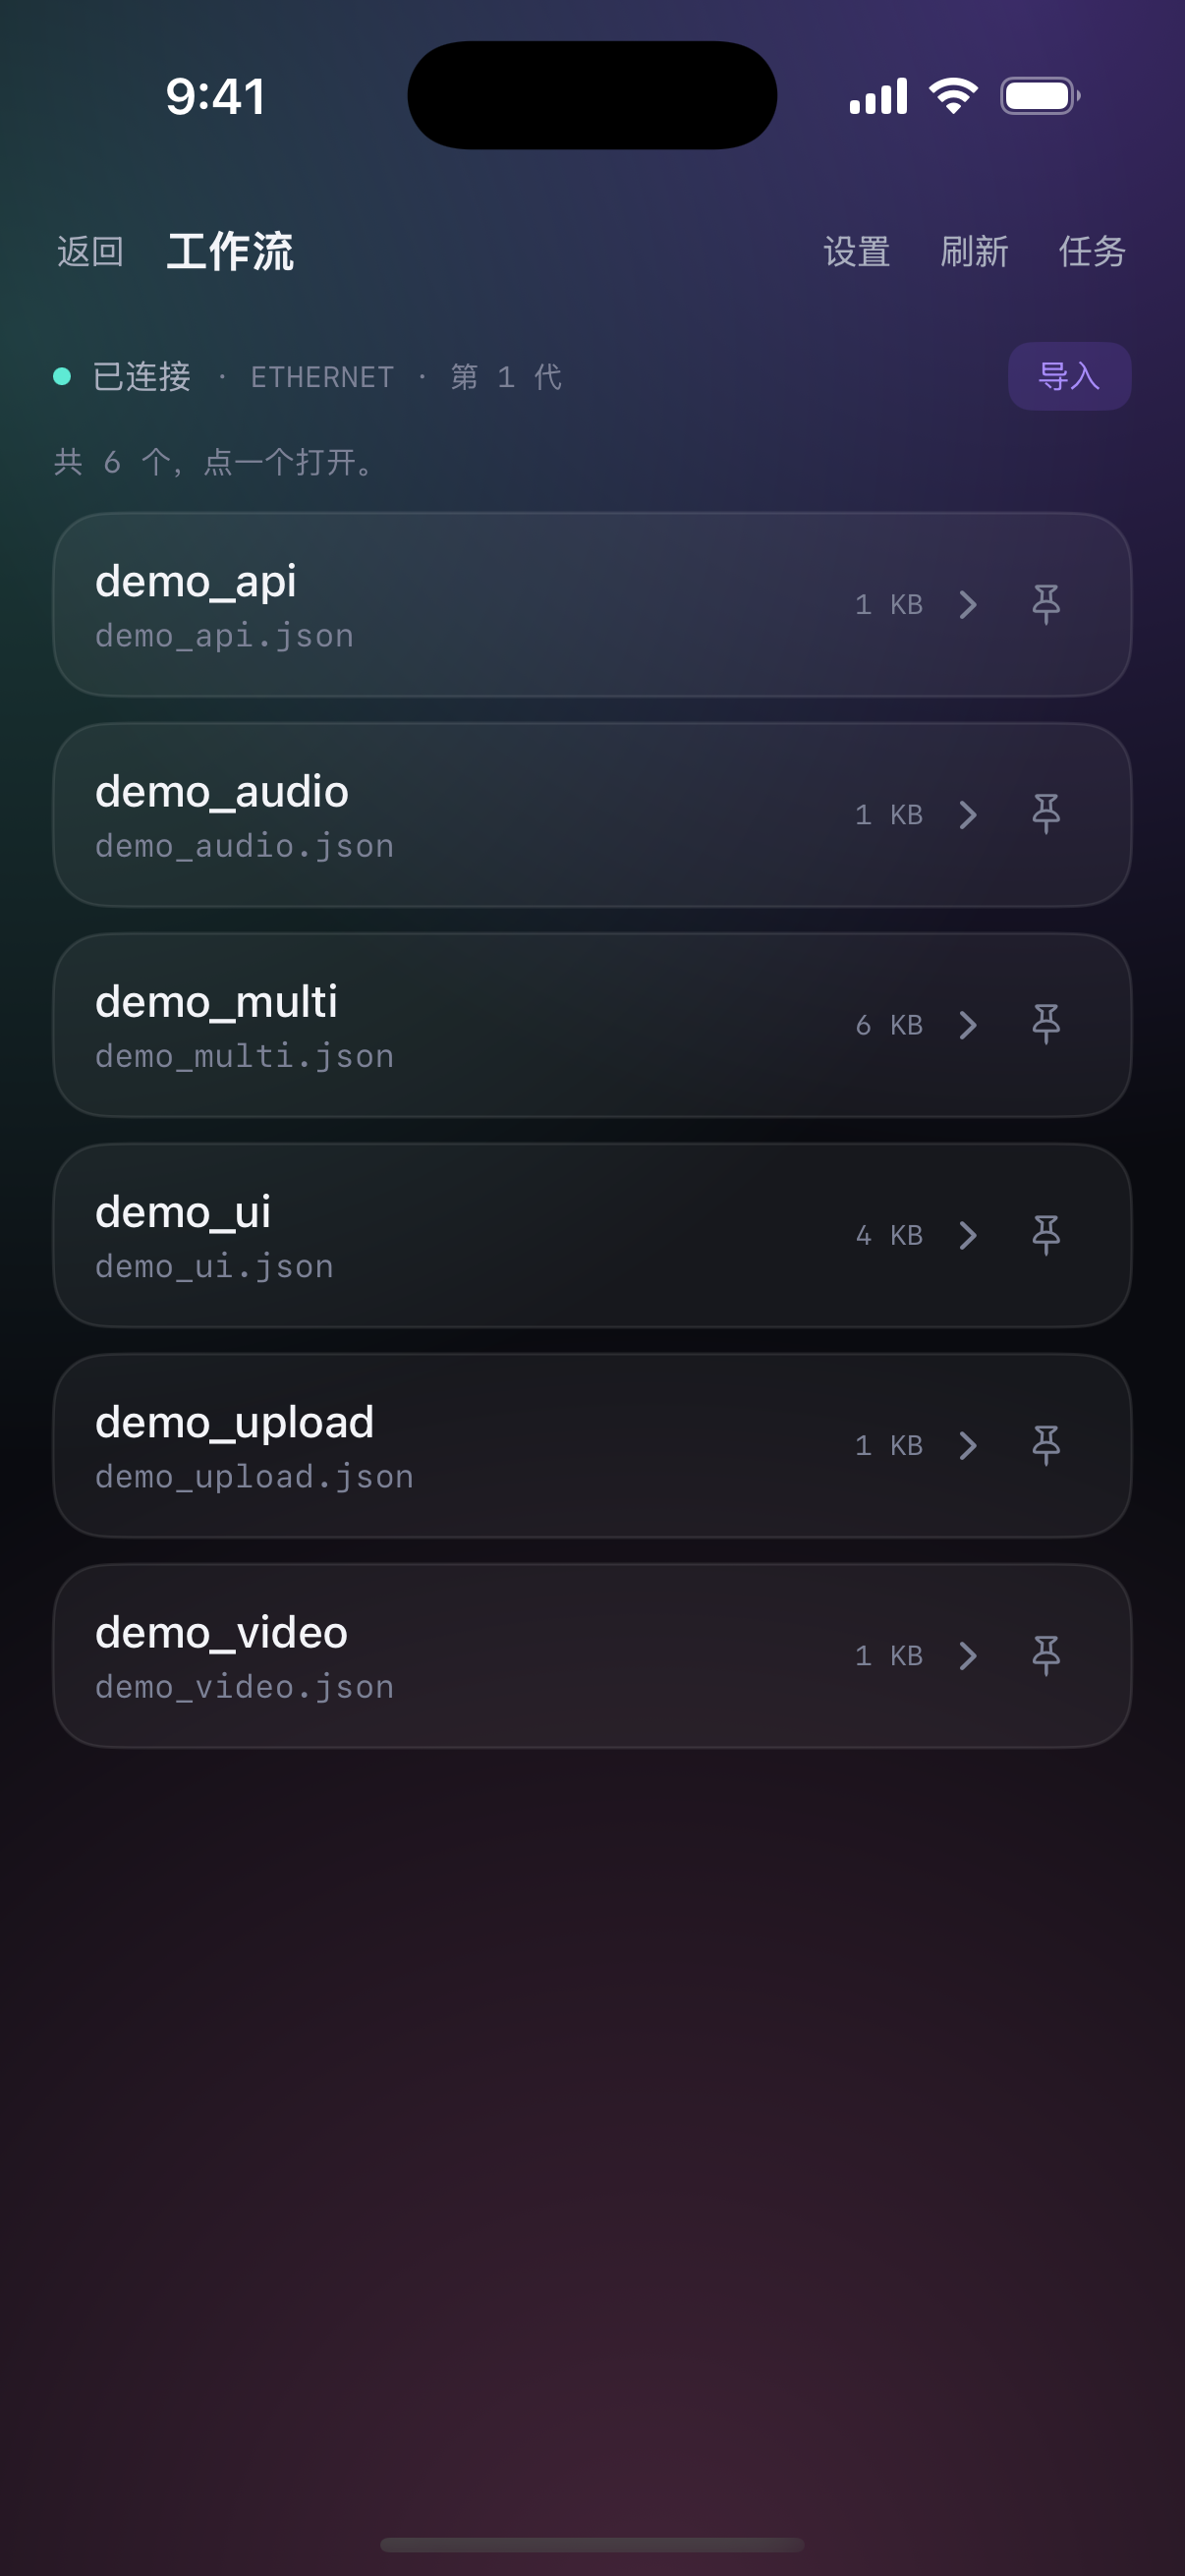 9:41
返回 工作流 设置 刷新 任务
已连接 · ETHERNET · 第 1 代 导入
共 6 个，点一个打开。
demo_api
demo_api.json
1 KB
demo_audio
demo_audio.json
1 KB
demo_multi
demo_multi.json
6 KB
demo_ui
demo_ui.json
4 KB
demo_upload
demo_upload.json
1 KB
demo_video
demo_video.json
1 KB